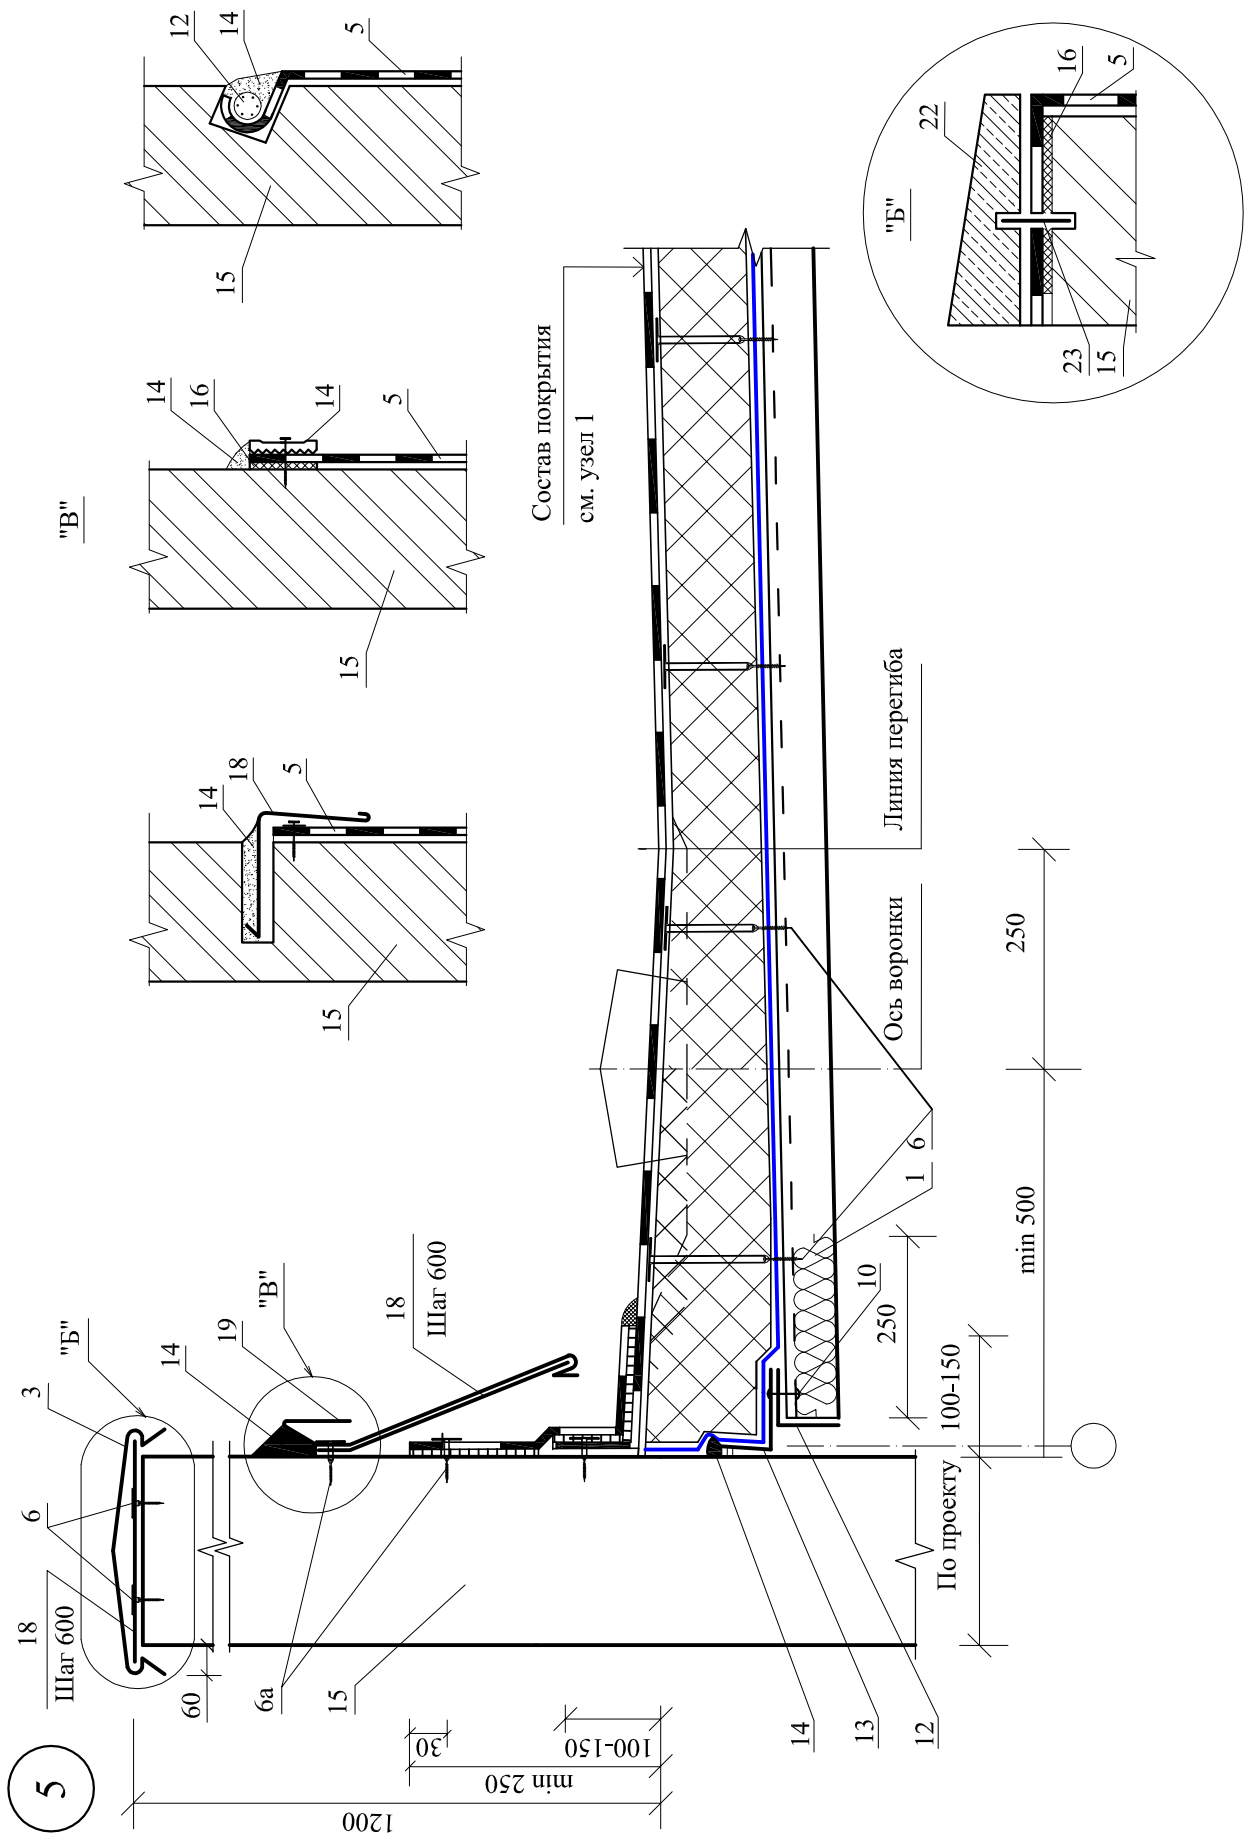 5
18
Шаг 600
6
3
"Б"
60
14
19
"В"
18
Шаг 600
6а
15
1200
min 250
30
100-150
14
13
12
По проекту
100-150
250
10
1
6
min 500
250
Ось воронки
Линия перегиба
Состав покрытия
см. узел 1
"В"
14
18
5
15
14
16
14
5
15
12
14
5
15
"Б"
22
16
5
23
15